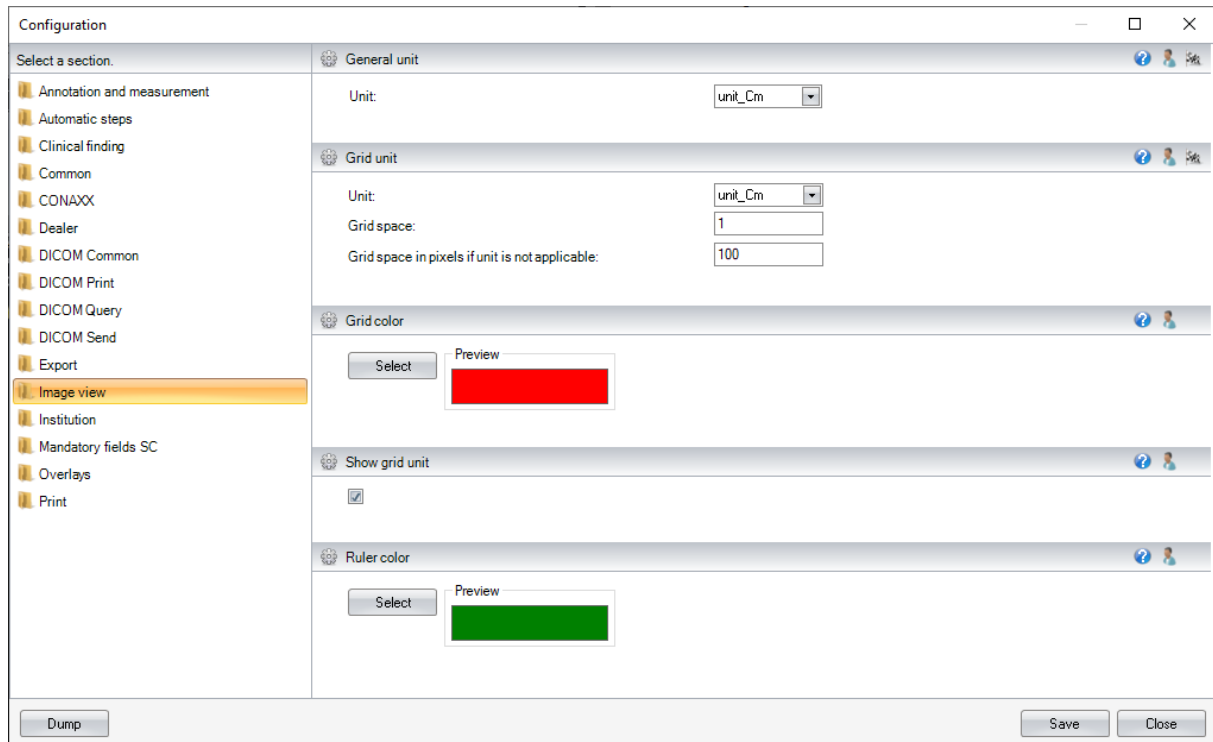 Configuration
Select a section.
Annotation and measurement
Automatic steps
Clinical finding
Common
CONAXX
Dealer
DICOM Common
DICOM Print
DICOM Query
DICOM Send
Export
Image view
Institution
Mandatory fields SC
Overlays
Print
General unit
Unit: unit_Cm
Grid unit
Unit: unit_Cm
Grid space: 1
Grid space in pixels if unit is not applicable: 100
Grid color
Select Preview
Show grid unit
Ruler color
Select Preview
Dump Save Close